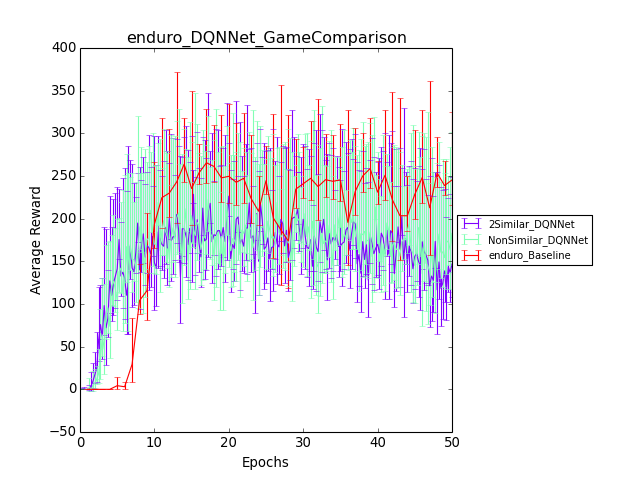 enduro_DQNNet_GameComparison
400
350
300
250
200
150
100
50
0
−50
Average Reward
0 10 20 30 40 50
Epochs
2Similar_DQNNet
NonSimilar_DQNNet
enduro_Baseline